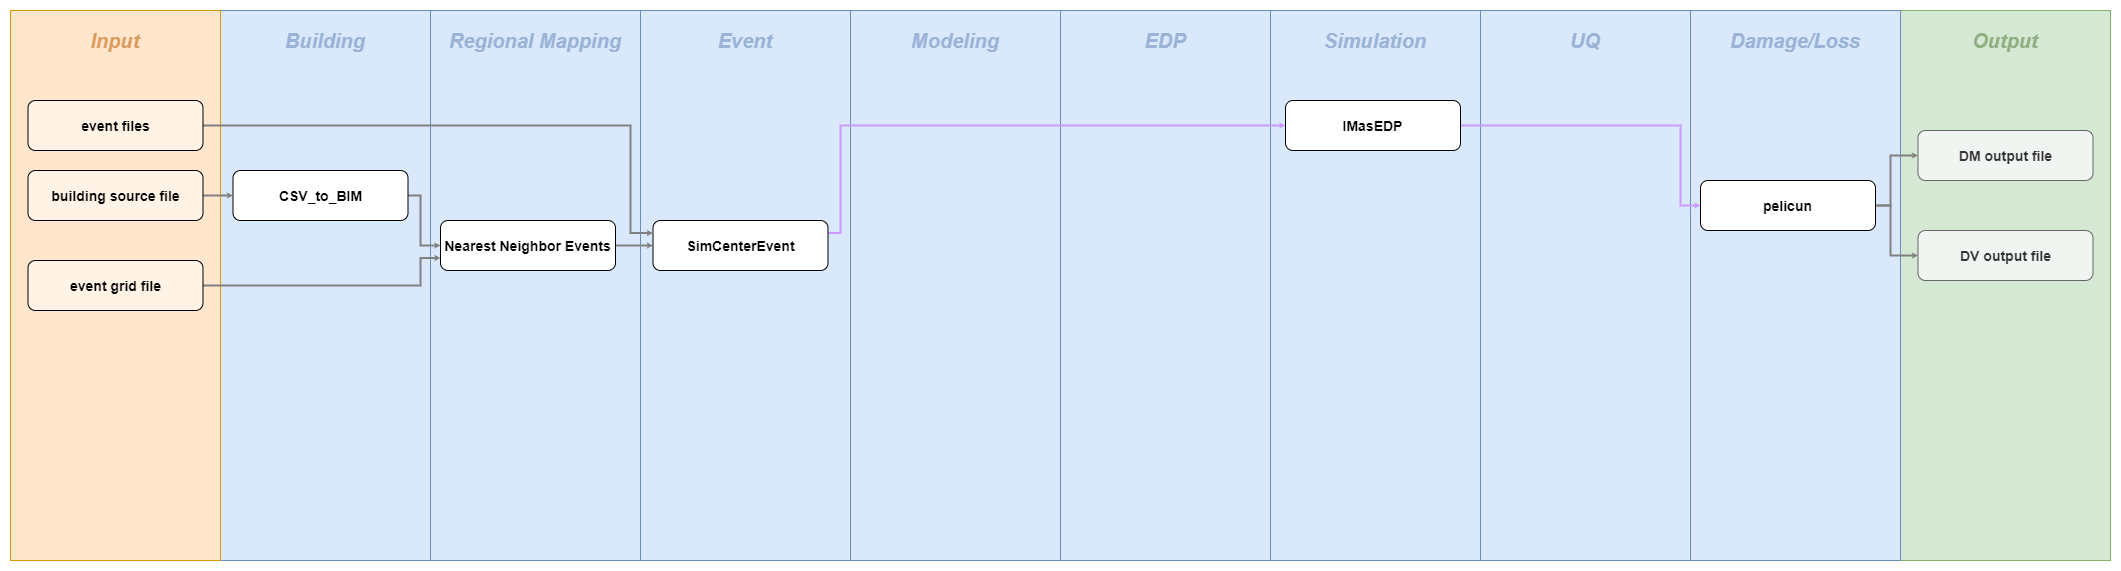 Input
Building
Regional Mapping
Event
Modeling
EDP
Simulation
UQ
Damage/Loss
Output
event files
building source file
event grid file
CSV_to_BIM
Nearest Neighbor Events
SimCenterEvent
IMasEDP
pelicun
DM output file
DV output file